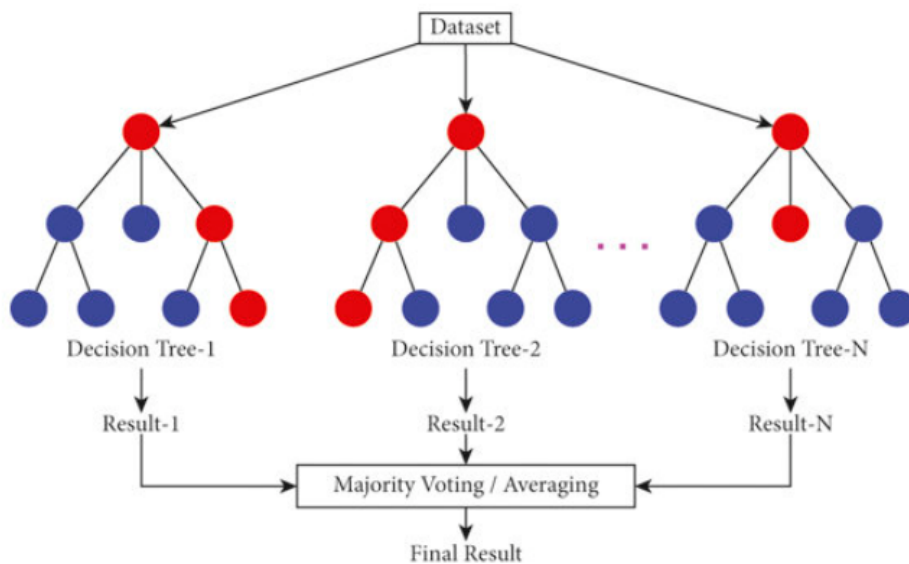 Dataset
Decision Tree-1
Decision Tree-2
Decision Tree-N
Result-1
Result-2
Result-N
Majority Voting / Averaging
Final Result